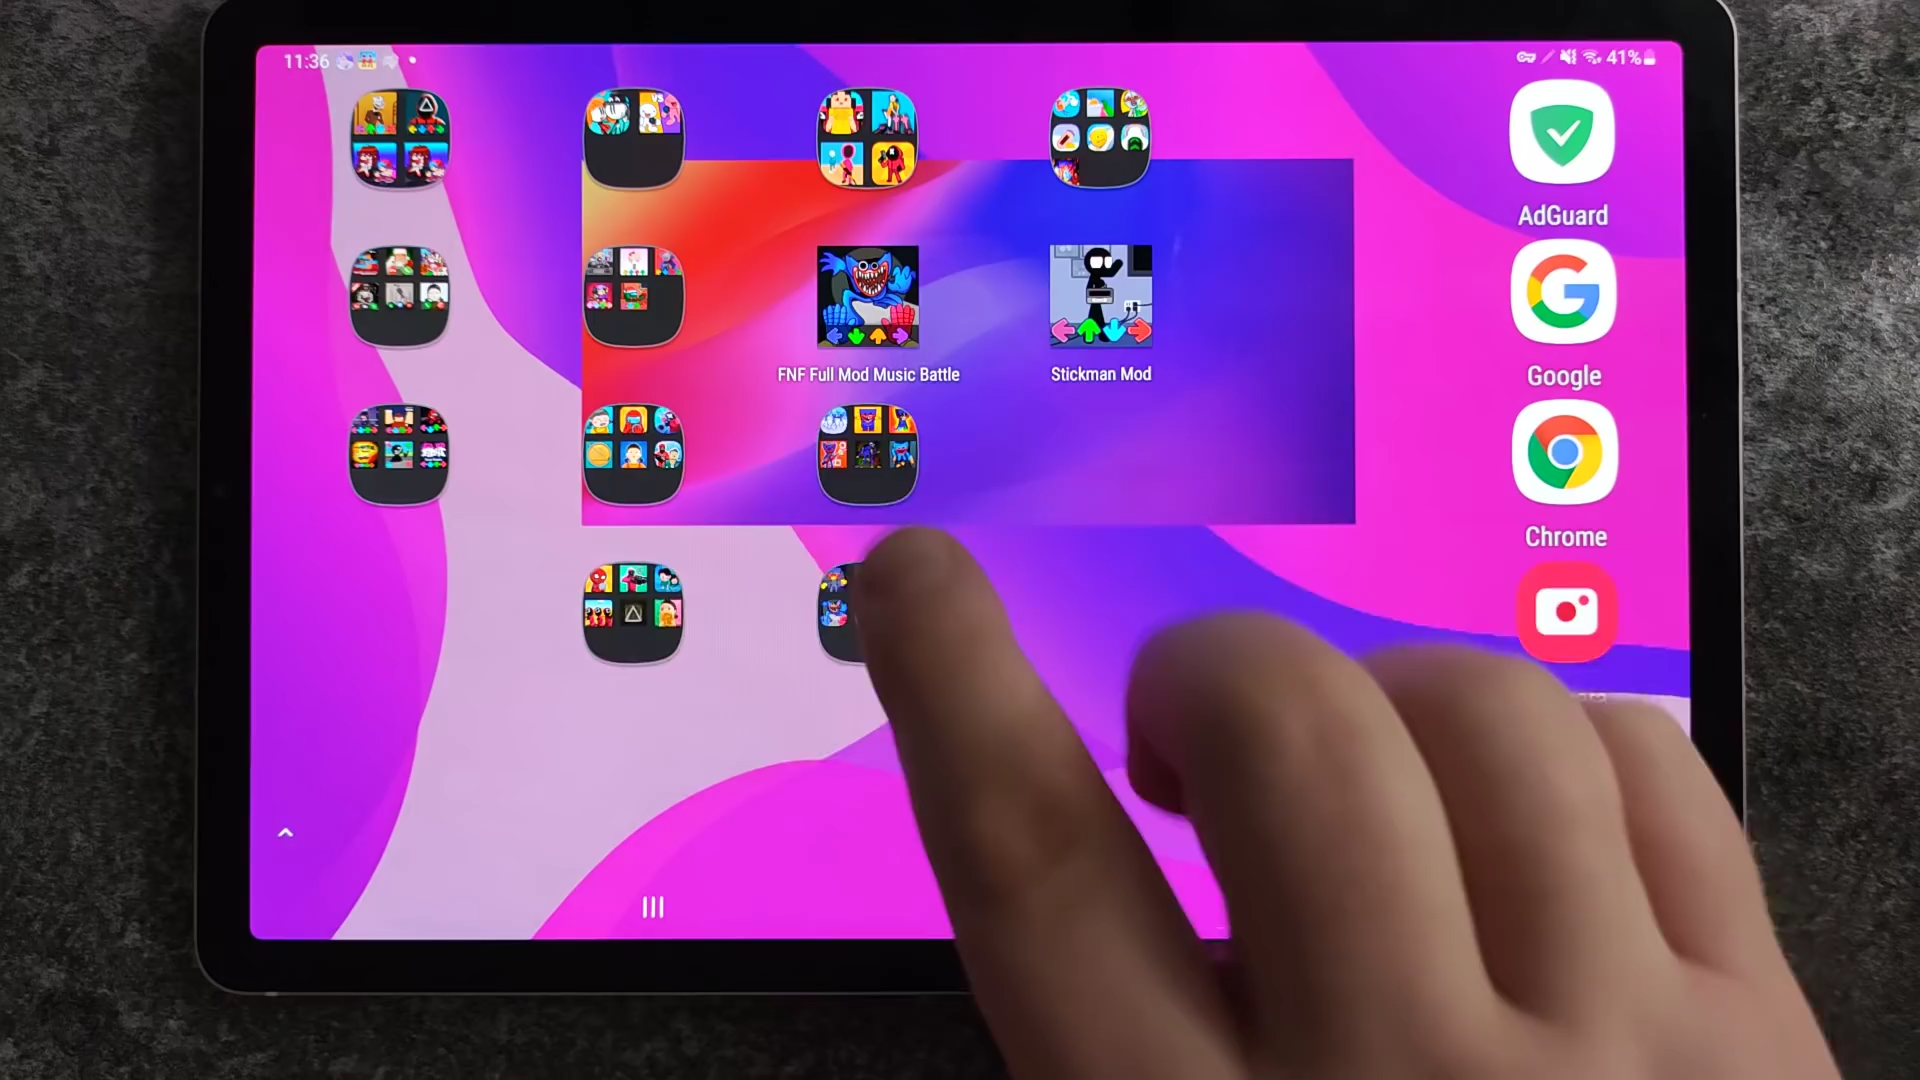 11:36
41%
AdGuard
Google
FNF Full Mod Music Battle
Stickman Mod
Chrome